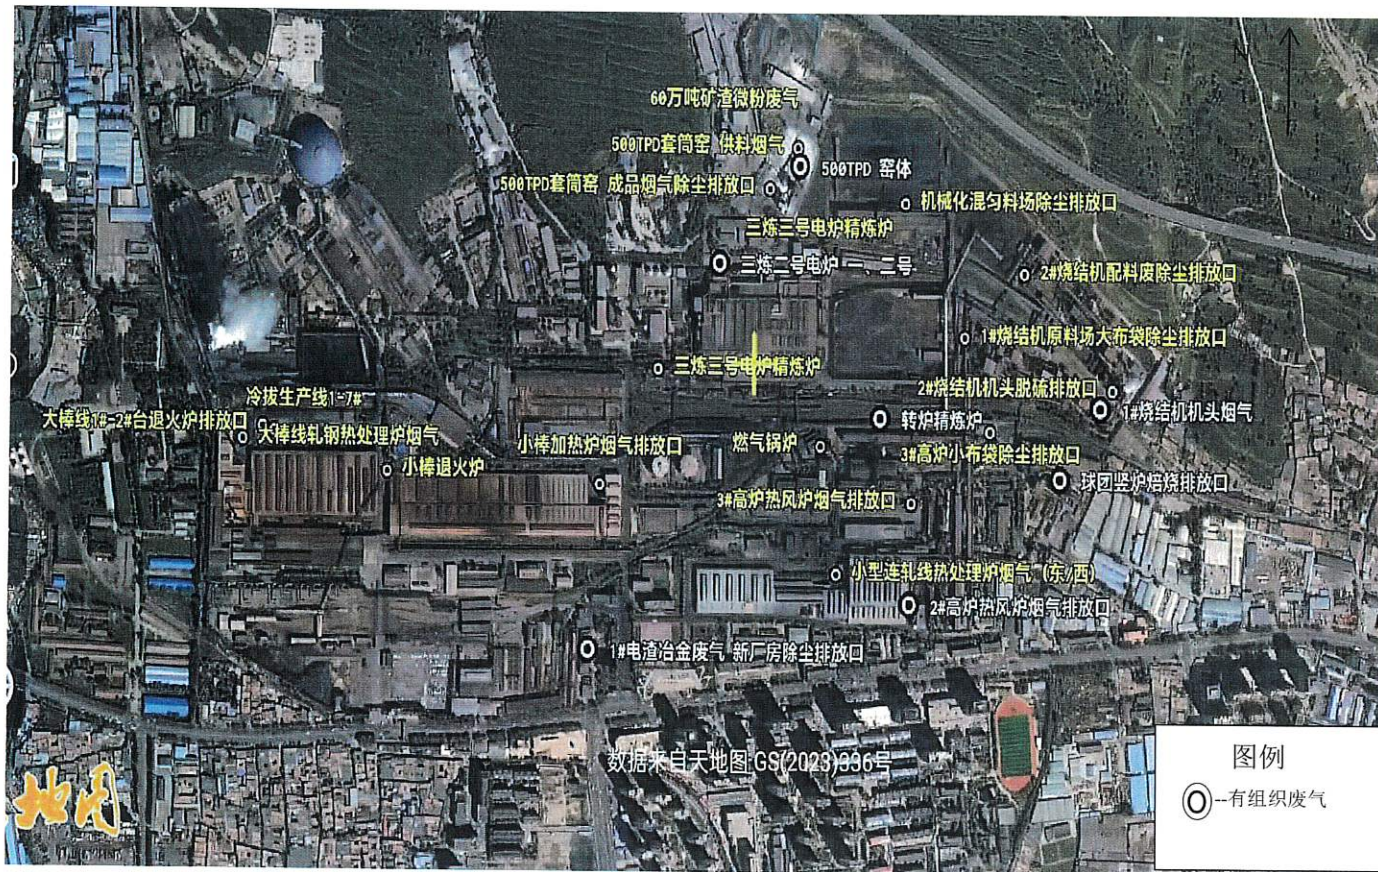 N
60万吨矿渣微粉废气
500TPD套筒窑 供料烟气
500TPD 窑体
500TPD套筒窑 成品烟气除尘排放口
机械化混匀料场除尘排放口
三炼三号电炉精炼炉
三炼二号电炉 一、二号
2#烧结机配料废除尘排放口
1#烧结机原料场大布袋除尘排放口
三炼三号电炉精炼炉
2#烧结机机头脱硫排放口
冷拔生产线1-7#
1#烧结机机头烟气
大棒线1#-2#台退火炉排放口
大棒线轧钢热处理炉烟气
转炉精炼炉
小棒加热炉烟气排放口
燃气锅炉
3#高炉小布袋除尘排放口
小棒退火炉
球团竖炉焙烧排放口
3#高炉热风炉烟气排放口
小型连轧线热处理炉烟气（东/西）
2#高炉热风炉烟气排放口
1#电渣冶金废气 新厂房除尘排放口
数据来自天地图 GS(2023)336号
图例
--有组织废气
地图